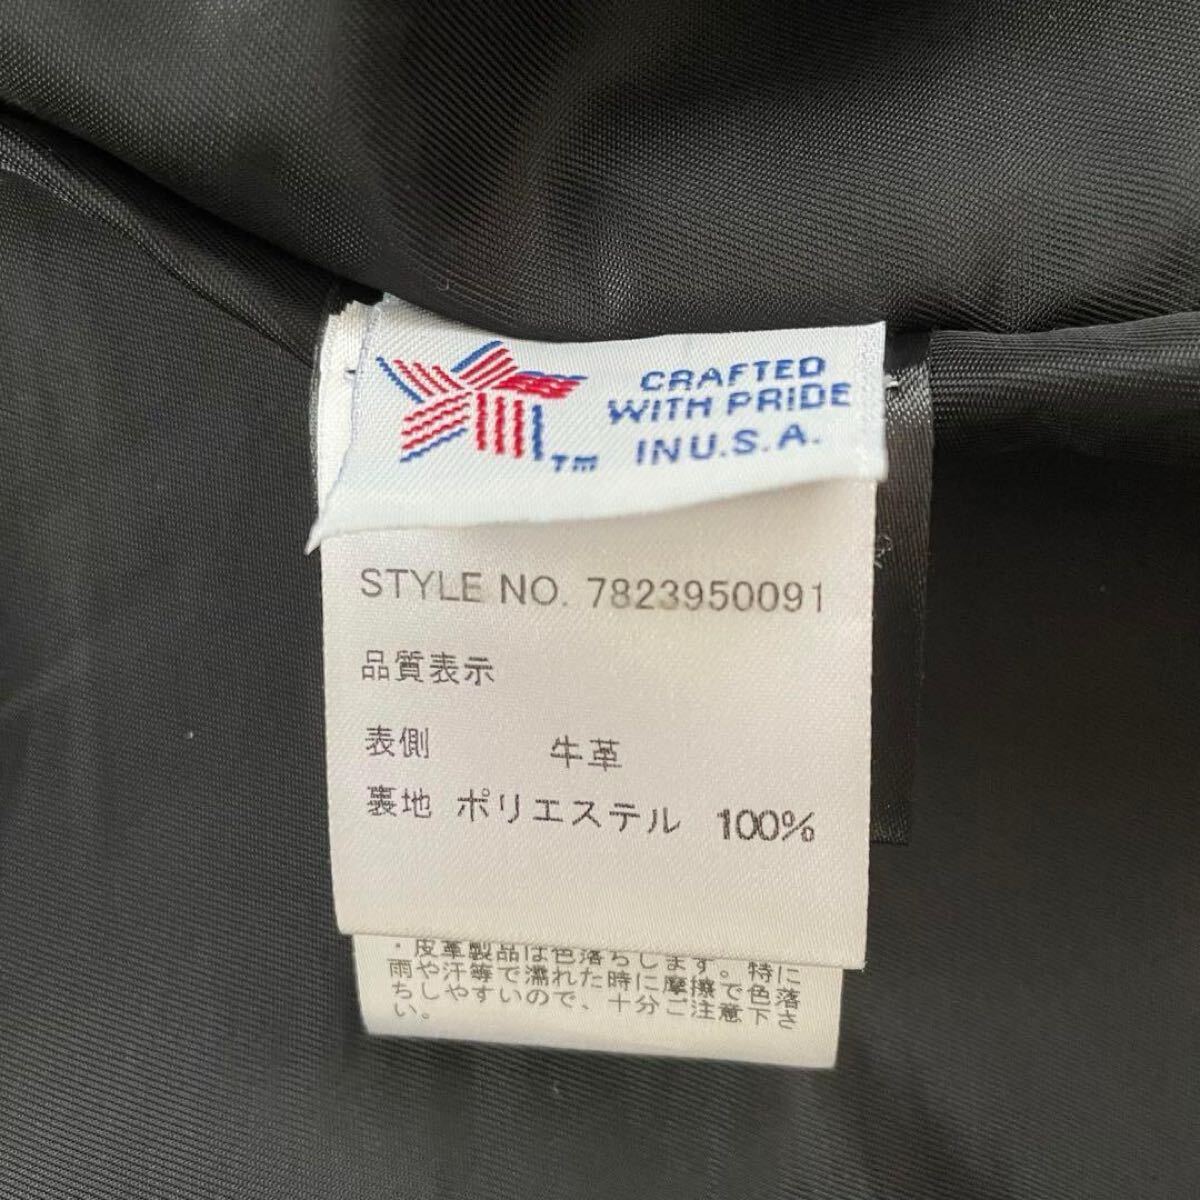 CRAFTED
WITH PRIDE
IN U.S.A.
TM
STYLE NO. 7823950091
品質表示
表側 牛革
裏地 ポリエステル 100%
・皮革製品は色落ちします。特に
雨や汗等で濡れた時に摩擦で色落
ちしやすいので、十分ご注意下さ
い。